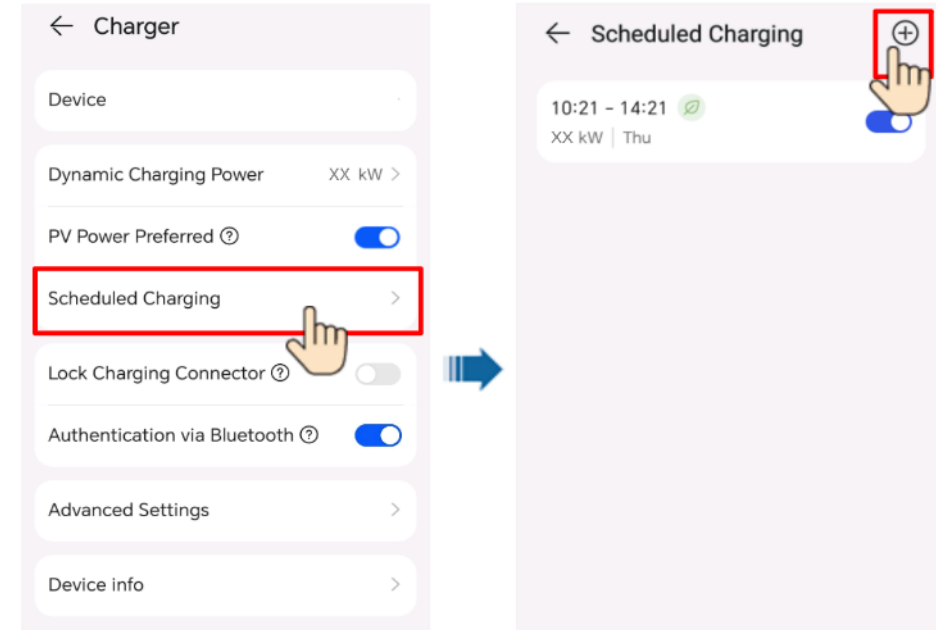 Charger
Device
Dynamic Charging Power XX kW
PV Power Preferred
Scheduled Charging
Lock Charging Connector
Authentication via Bluetooth
Advanced Settings
Device info
Scheduled Charging
10:21 - 14:21
XX kW | Thu